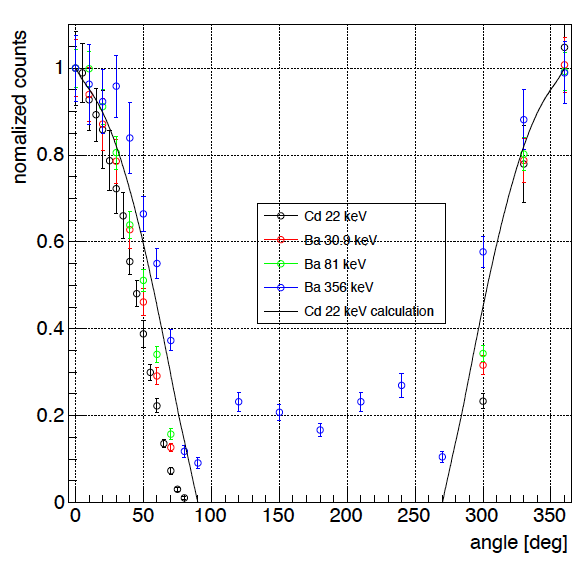 nomalized counts
1
0.8
0.6
0.4
0.2
0
Cd 22 keV
Ba 30.9 keV
Ba 81 keV
Ba 356 keV
Cd 22 keV calculation
0 50 100 150 200 250 300 350
angle [deg]